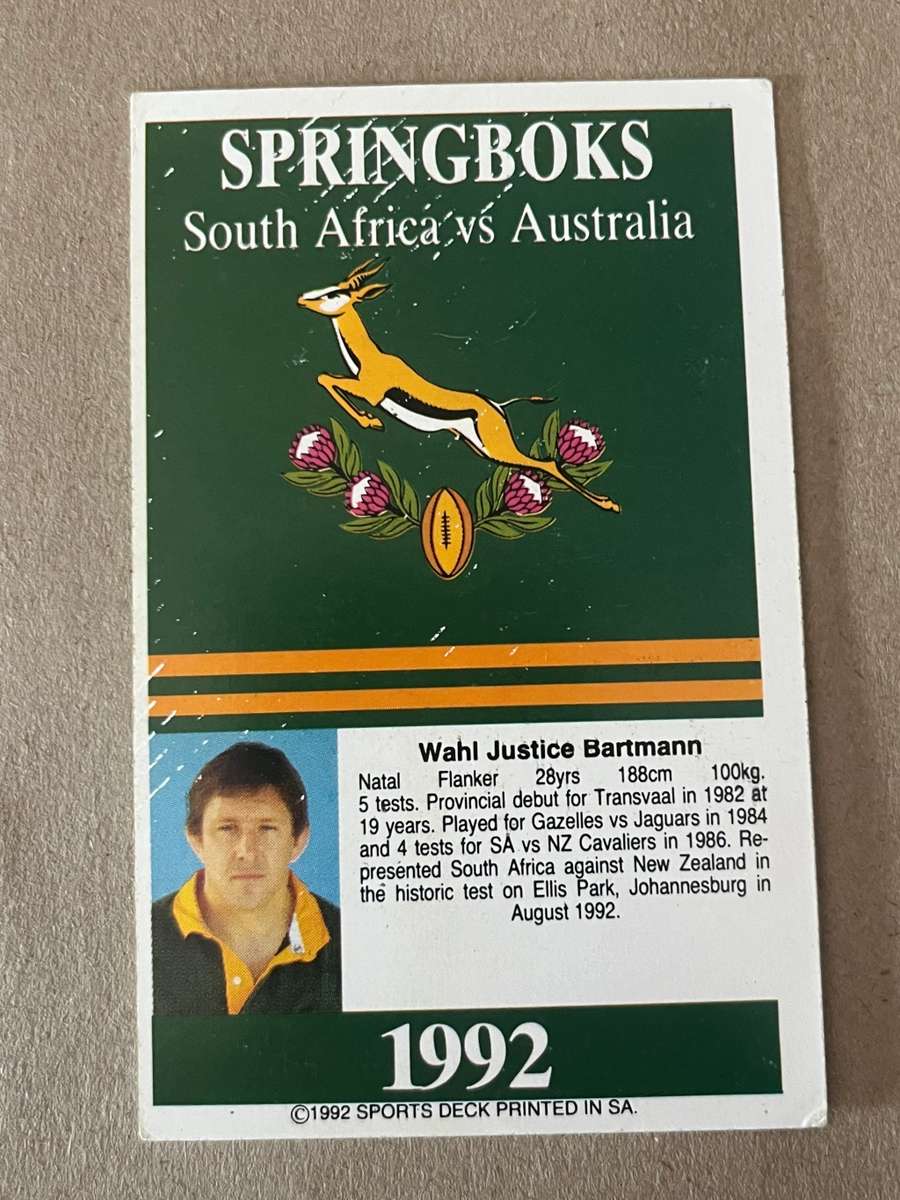 SPRINGBOKS
South Africa vs Australia
Wahl Justice Bartmann
Natal Flanker 28yrs 188cm 100kg.
5 tests. Provincial debut for Transvaal in 1982 at
19 years. Played for Gazelles vs Jaguars in 1984
and 4 tests for SA vs NZ Cavaliers in 1986. Re-
presented South Africa against New Zealand in
the historic test on Ellis Park, Johannesburg in
August 1992.
1992
©1992 SPORTS DECK PRINTED IN SA.